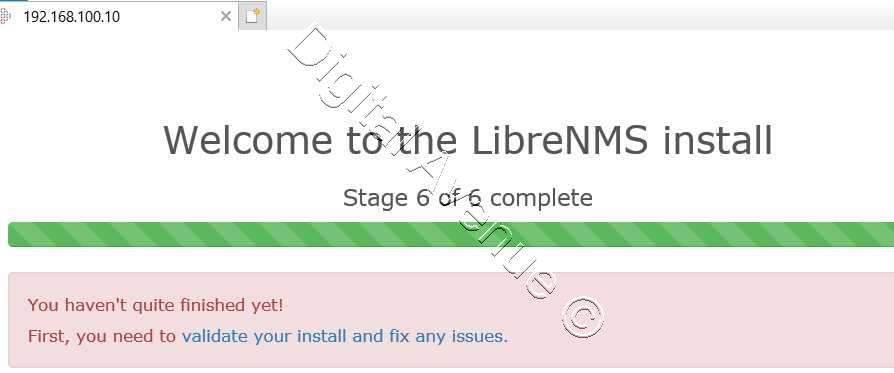 192.168.100.10
Welcome to the LibreNMS install
Stage 6 of 6 complete
You haven't quite finished yet!
First, you need to validate your install and fix any issues.
Digital Avenue ©